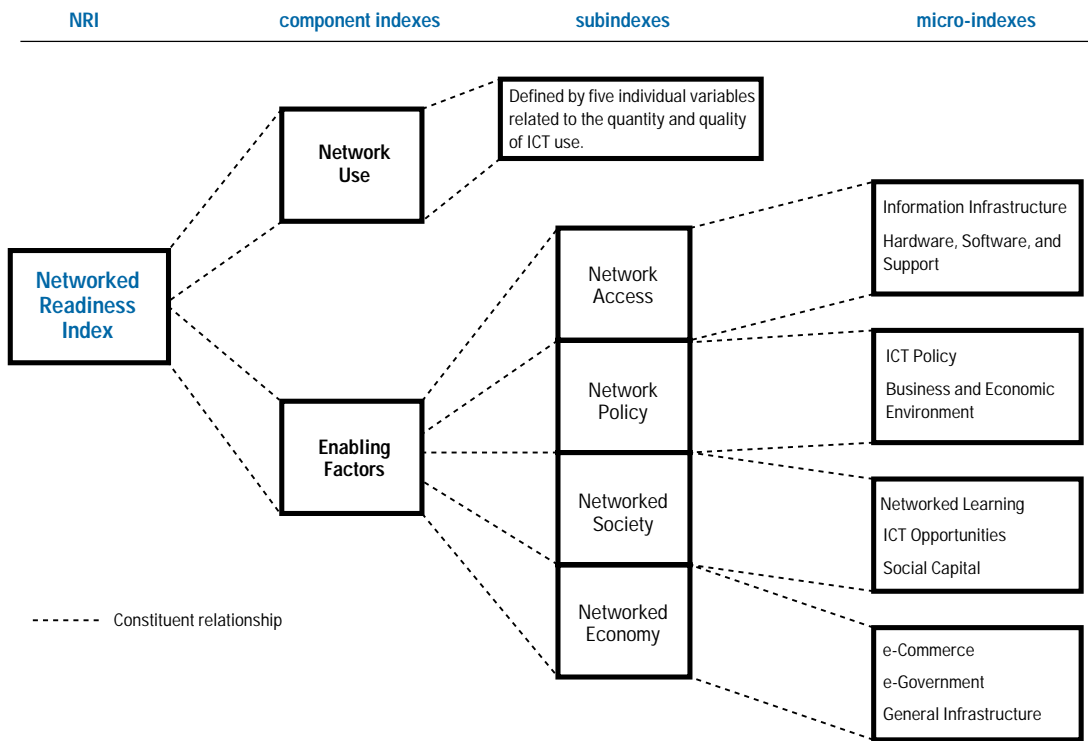 NRI
component indexes
subindexes
micro-indexes
Defined by five individual variables
related to the quantity and quality
of ICT use.
Network
Use
Information Infrastructure
Hardware, Software, and
Support
Network
Access
Networked
Readiness
Index
ICT Policy
Business and Economic
Environment
Network
Policy
Enabling
Factors
Networked Learning
ICT Opportunities
Social Capital
Networked
Society
Networked
Economy
Constituent relationship
e-Commerce
e-Government
General Infrastructure